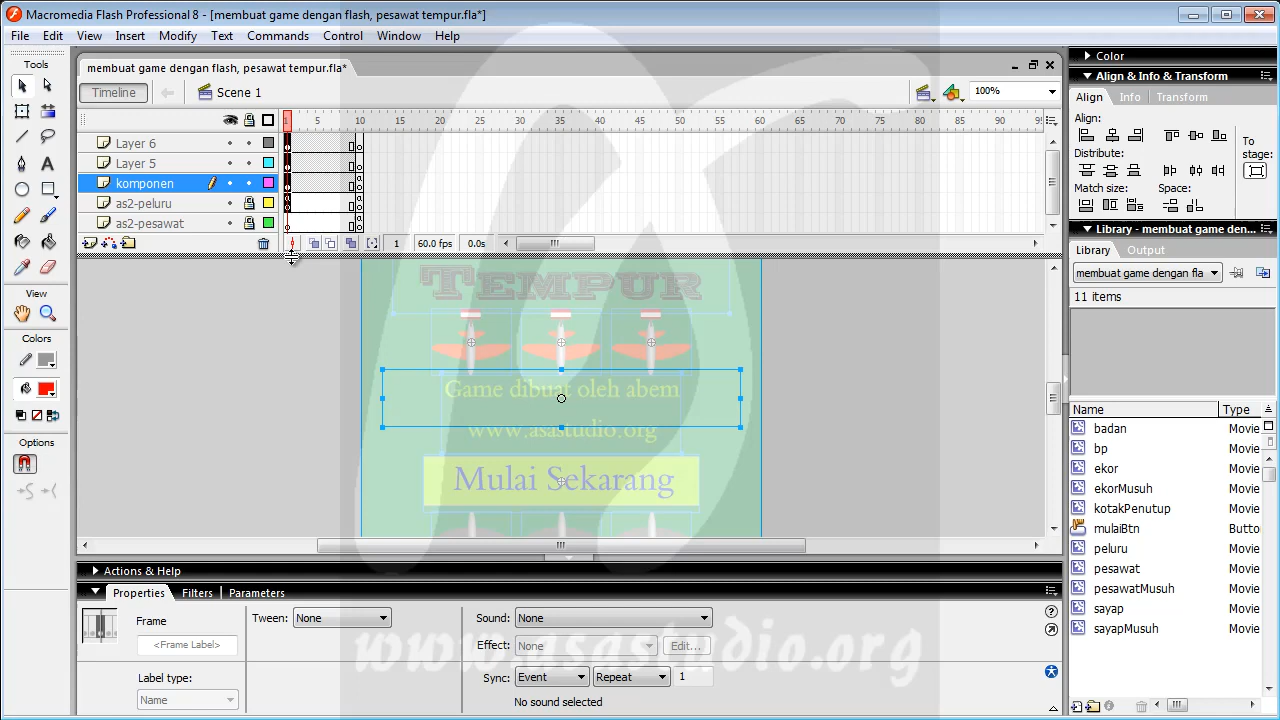 Macromedia Flash Professional 8 - [membuat game dengan flash, pesawat tempur.fla*]
File Edit View Insert Modify Text Commands Control Window Help
Tools
membuat game dengan flash, pesawat tempur.fla*
Color
Timeline
Scene 1
100%
Align & Info & Transform
Align Info Transform
1 5 10 15 20 25 30 35 40 45 50 55 60 65 70 75 80 85 90 95
Align:
To stage:
Distribute:
Match size: Space:
Layer 6
Layer 5
komponen
as2-peluru
as2-pesawat
1 60.0 fps 0.0s
Library - membuat game den...
Library Output
membuat game dengan fla
11 items
View
Colors
Options
Tempur
Game dibuat oleh abem
www.asastudio.org
Mulai Sekarang
Name Type
badan Movie
bp Movie
ekor Movie
ekorMusuh Movie
kotakPenutup Movie
mulaiBtn Butto
peluru Movie
pesawat Movie
pesawatMusuh Movie
sayap Movie
sayapMusuh Movie
Actions & Help
Properties Filters Parameters
Frame
<Frame Label>
Label type:
Name
Tween: None
Sound: None
Effect: None Edit...
Sync: Event Repeat 1
No sound selected
www.asastudio.org